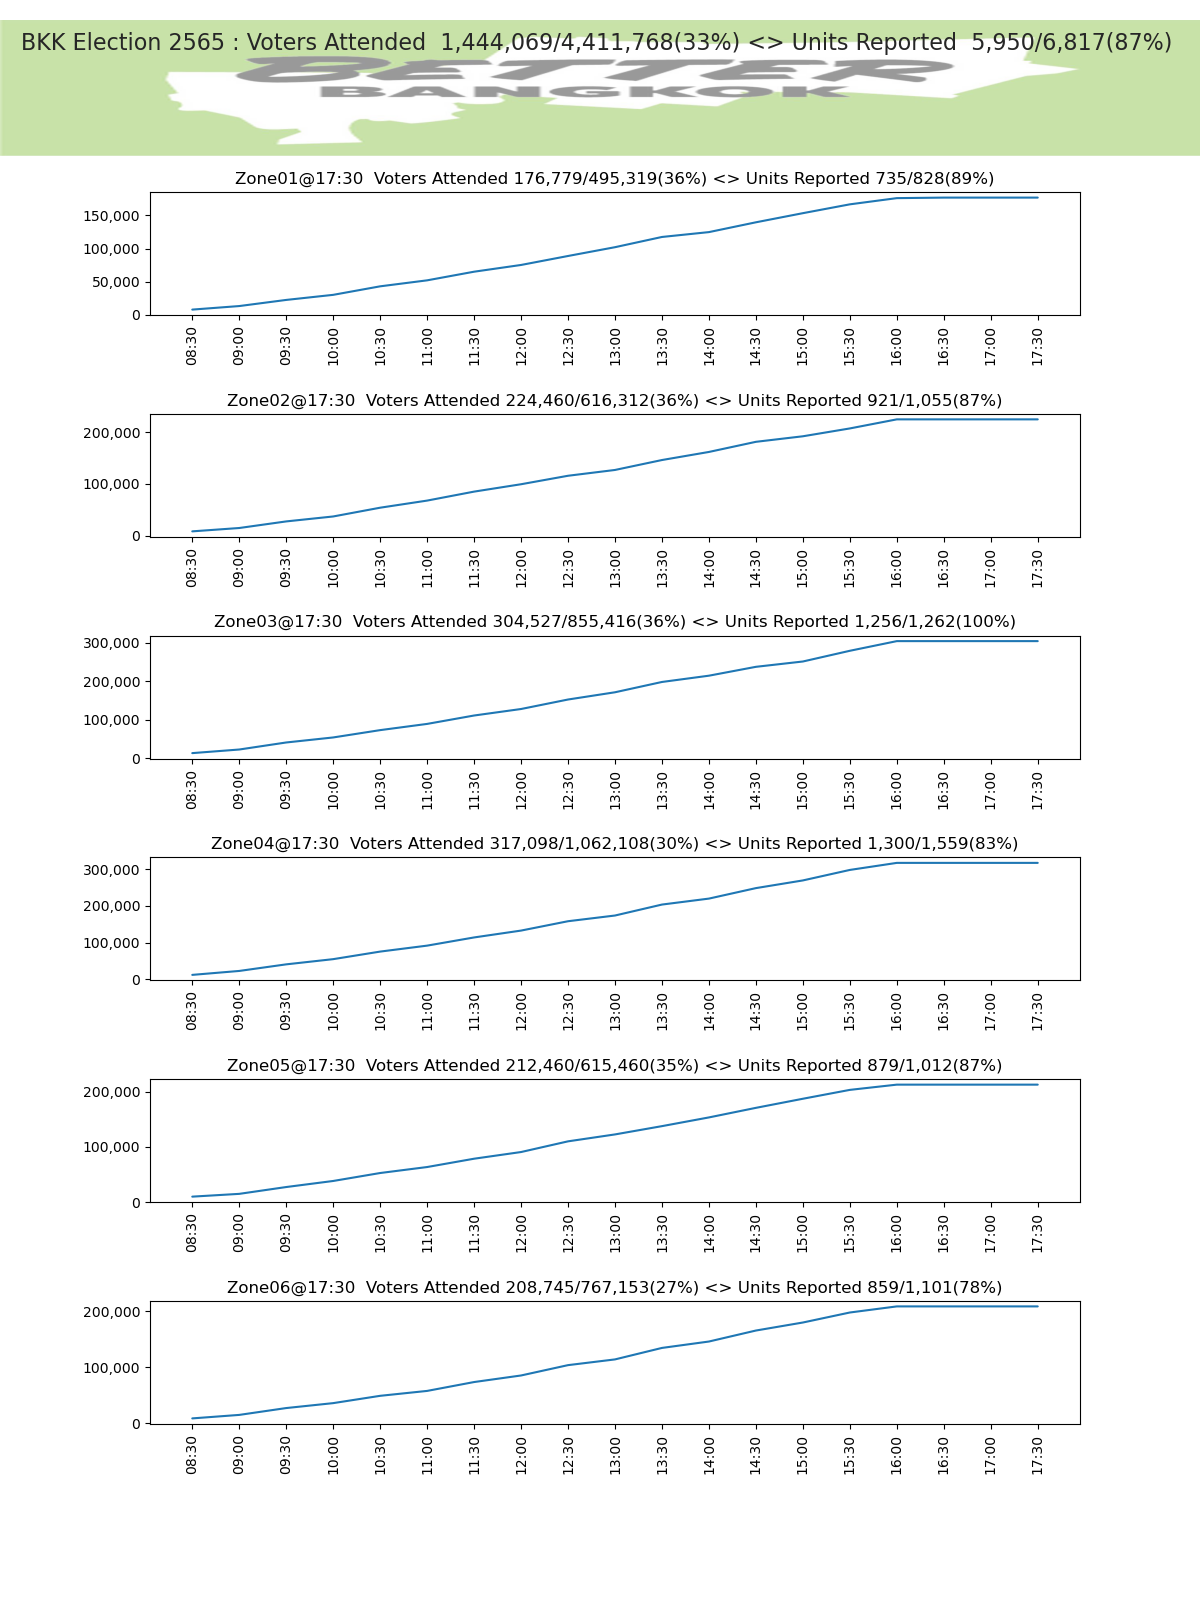 BKK Election 2565 : Voters Attended  1,444,069/4,411,768(33%) <> Units Reported  5,950/6,817(87%)
BETTER
BANGKOK
Zone01@17:30  Voters Attended 176,779/495,319(36%) <> Units Reported 735/828(89%)
150,000
100,000
50,000
0
08:30 09:00 09:30 10:00 10:30 11:00 11:30 12:00 12:30 13:00 13:30 14:00 14:30 15:00 15:30 16:00 16:30 17:00 17:30
Zone02@17:30  Voters Attended 224,460/616,312(36%) <> Units Reported 921/1,055(87%)
200,000
100,000
0
08:30 09:00 09:30 10:00 10:30 11:00 11:30 12:00 12:30 13:00 13:30 14:00 14:30 15:00 15:30 16:00 16:30 17:00 17:30
Zone03@17:30  Voters Attended 304,527/855,416(36%) <> Units Reported 1,256/1,262(100%)
300,000
200,000
100,000
0
08:30 09:00 09:30 10:00 10:30 11:00 11:30 12:00 12:30 13:00 13:30 14:00 14:30 15:00 15:30 16:00 16:30 17:00 17:30
Zone04@17:30  Voters Attended 317,098/1,062,108(30%) <> Units Reported 1,300/1,559(83%)
300,000
200,000
100,000
0
08:30 09:00 09:30 10:00 10:30 11:00 11:30 12:00 12:30 13:00 13:30 14:00 14:30 15:00 15:30 16:00 16:30 17:00 17:30
Zone05@17:30  Voters Attended 212,460/615,460(35%) <> Units Reported 879/1,012(87%)
200,000
100,000
0
08:30 09:00 09:30 10:00 10:30 11:00 11:30 12:00 12:30 13:00 13:30 14:00 14:30 15:00 15:30 16:00 16:30 17:00 17:30
Zone06@17:30  Voters Attended 208,745/767,153(27%) <> Units Reported 859/1,101(78%)
200,000
100,000
0
08:30 09:00 09:30 10:00 10:30 11:00 11:30 12:00 12:30 13:00 13:30 14:00 14:30 15:00 15:30 16:00 16:30 17:00 17:30